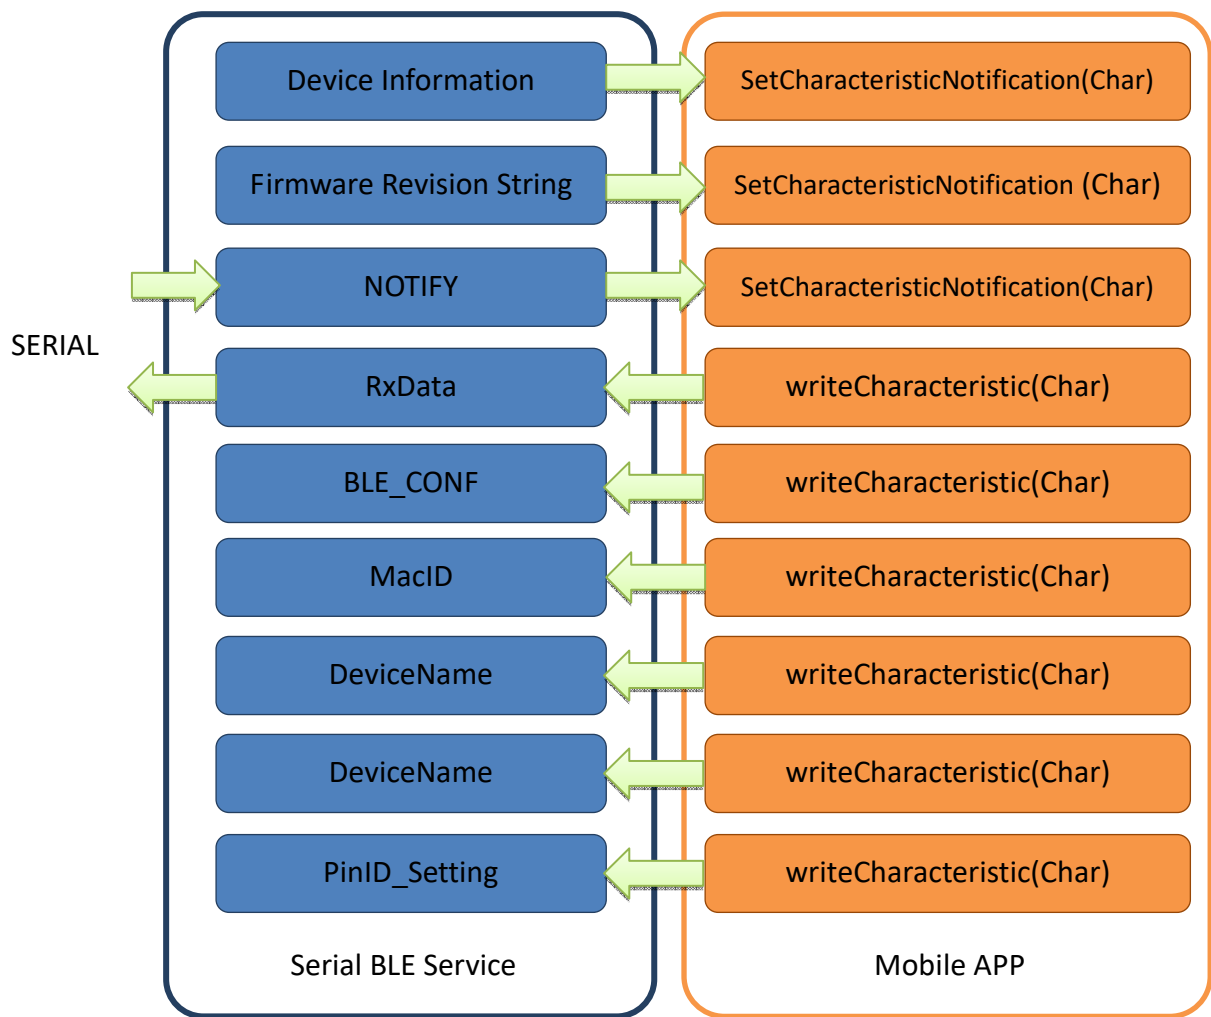 Device Information
SetCharacteristicNotification(Char)
Firmware Revision String
SetCharacteristicNotification (Char)
NOTIFY
SetCharacteristicNotification(Char)
SERIAL
RxData
writeCharacteristic(Char)
BLE_CONF
writeCharacteristic(Char)
MacID
writeCharacteristic(Char)
DeviceName
writeCharacteristic(Char)
DeviceName
writeCharacteristic(Char)
PinID_Setting
writeCharacteristic(Char)
Serial BLE Service
Mobile APP